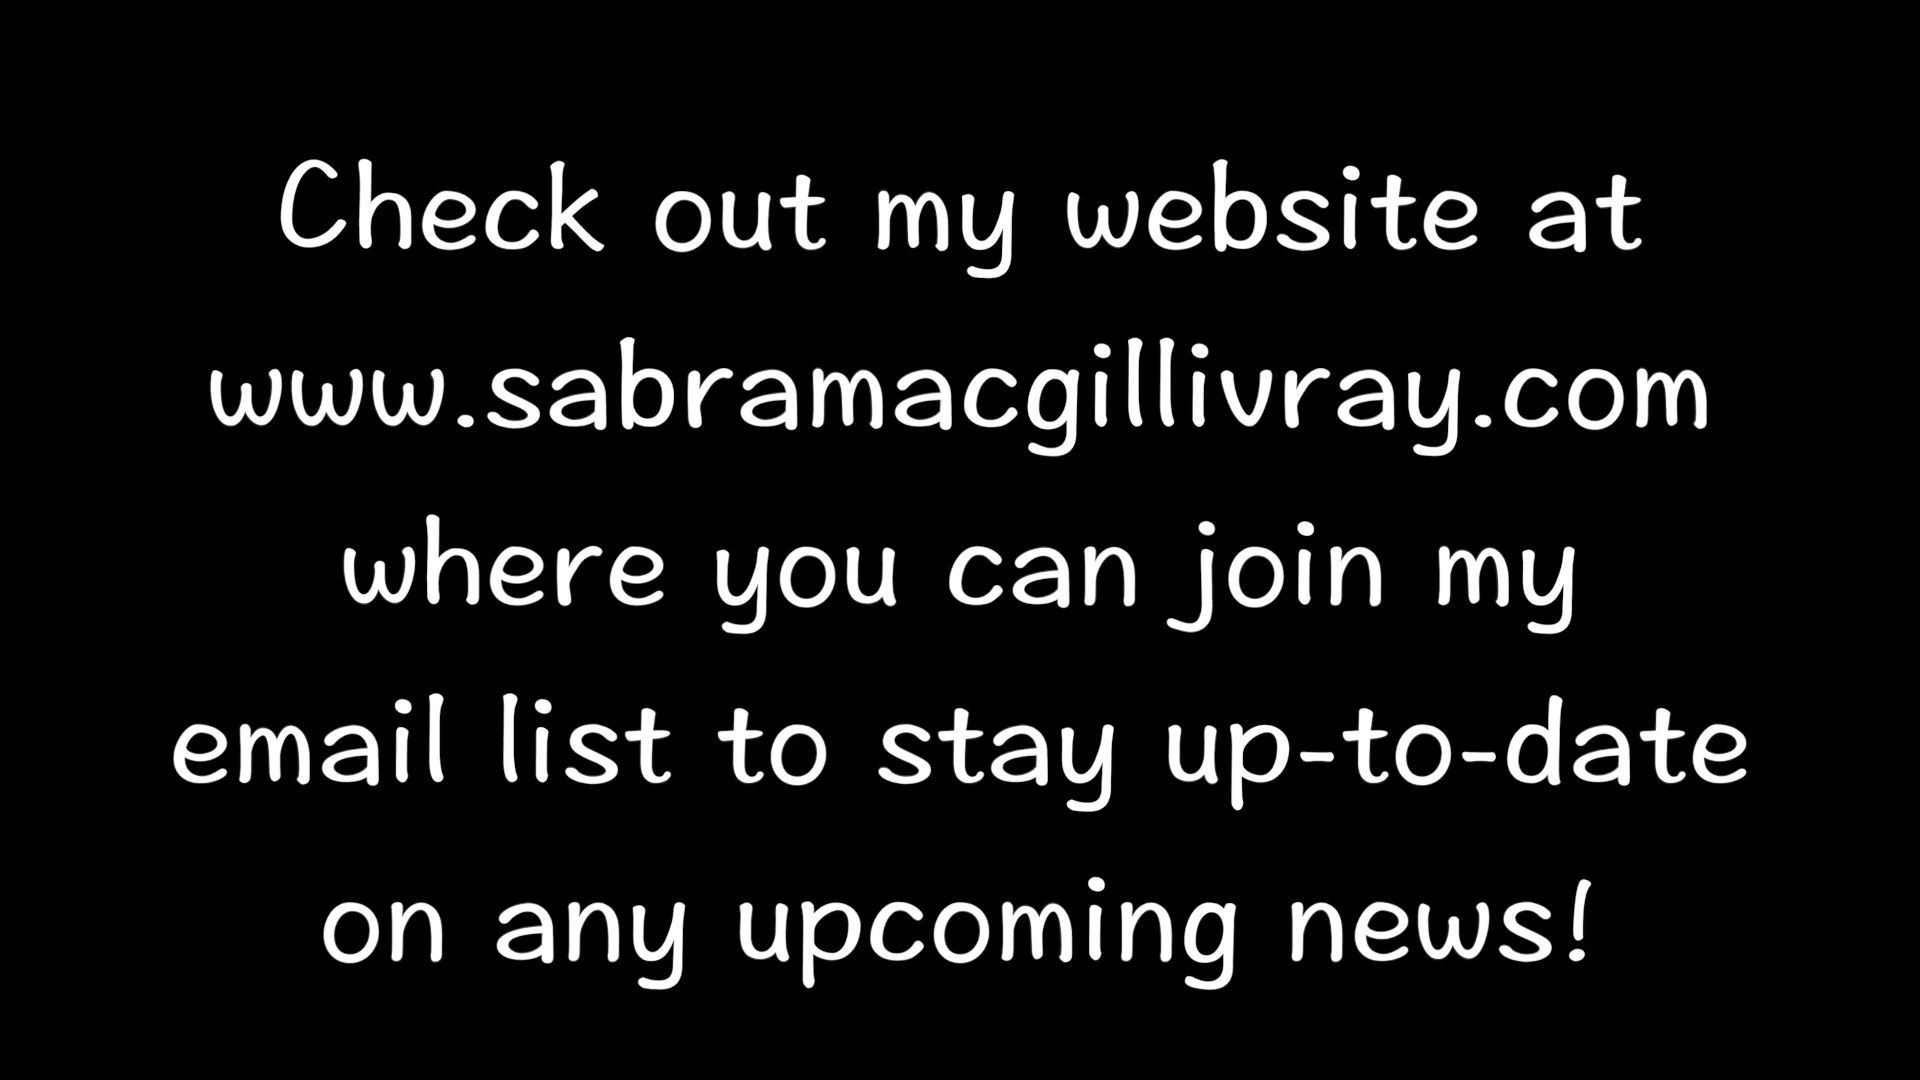 Check out my website at
www.sabramacgillivray.com
where you can join my
email list to stay up-to-date
on any upcoming news!